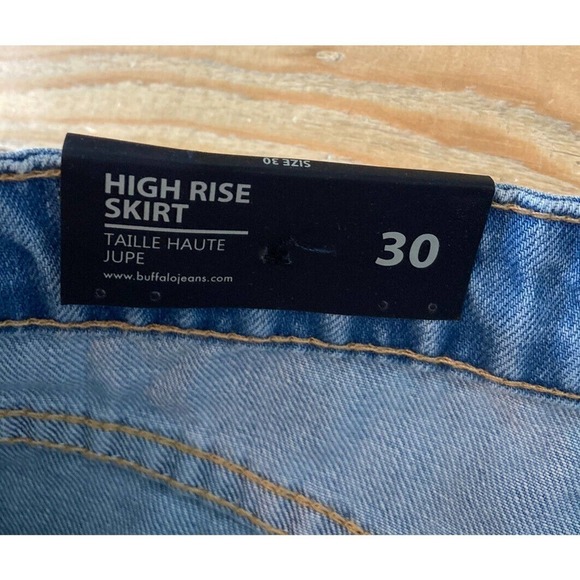 SIZE 30
HIGH RISE
SKIRT
TAILLE HAUTE
JUPE
www.buffalojeans.com
30